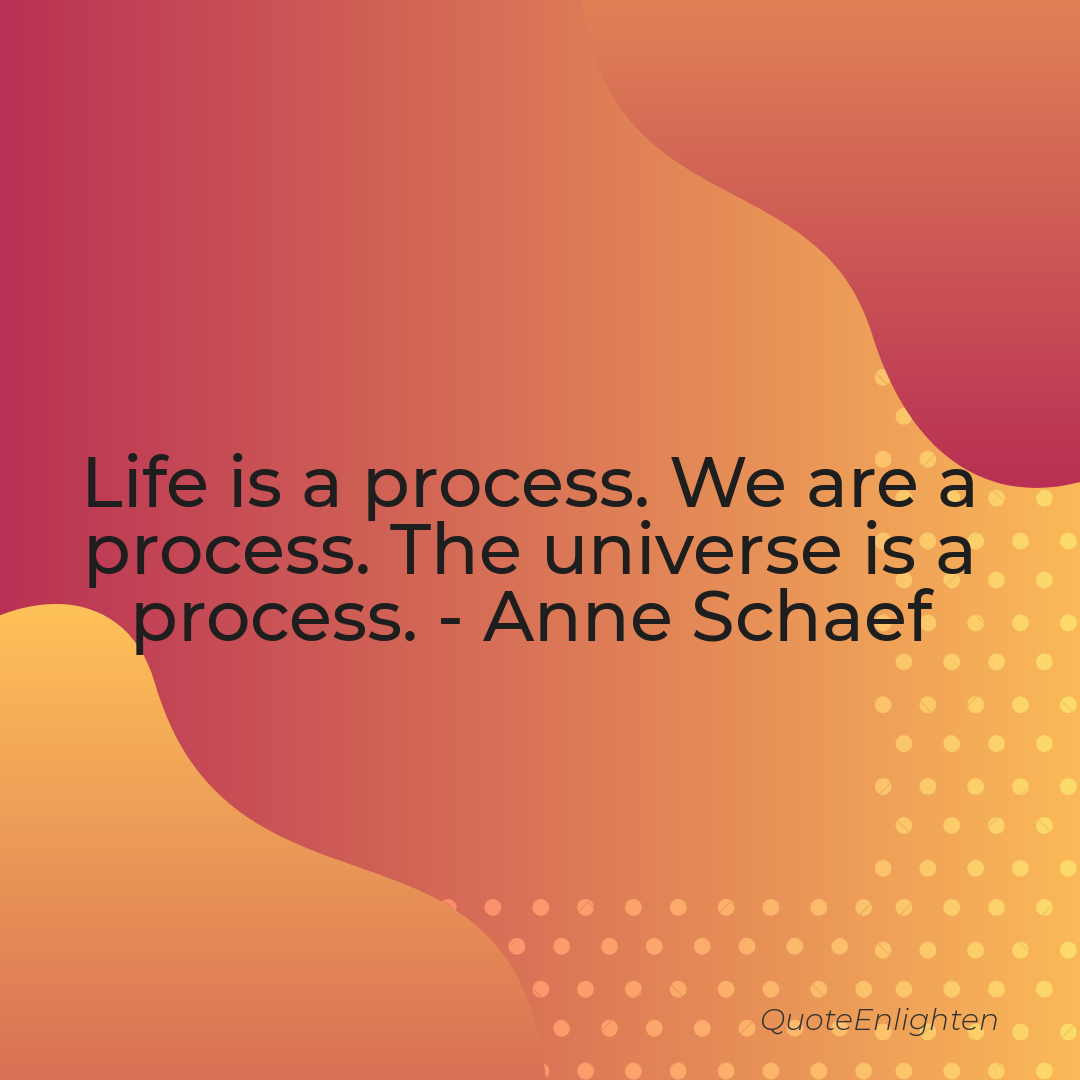 Life is a process. We are a
process. The universe is a
process. - Anne Schaef
QuoteEnlighten